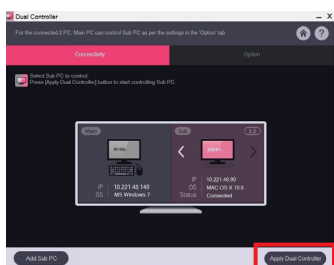 Dual Controller
For the connected 2 PC, Main PC can control Sub PC as per the settings in the 'Option' tab
Connectivity
Option
Select Sub PC to control.
Press [Apply Dual Controller] button to start controlling Sub PC
Main
Sub
2.0
japan
IP 10.221.48.140
OS MS Windows 7
IP 10.221.48.90
OS MAC OS X 10.8
Status Connected
Add Sub PC
Apply Dual Controller